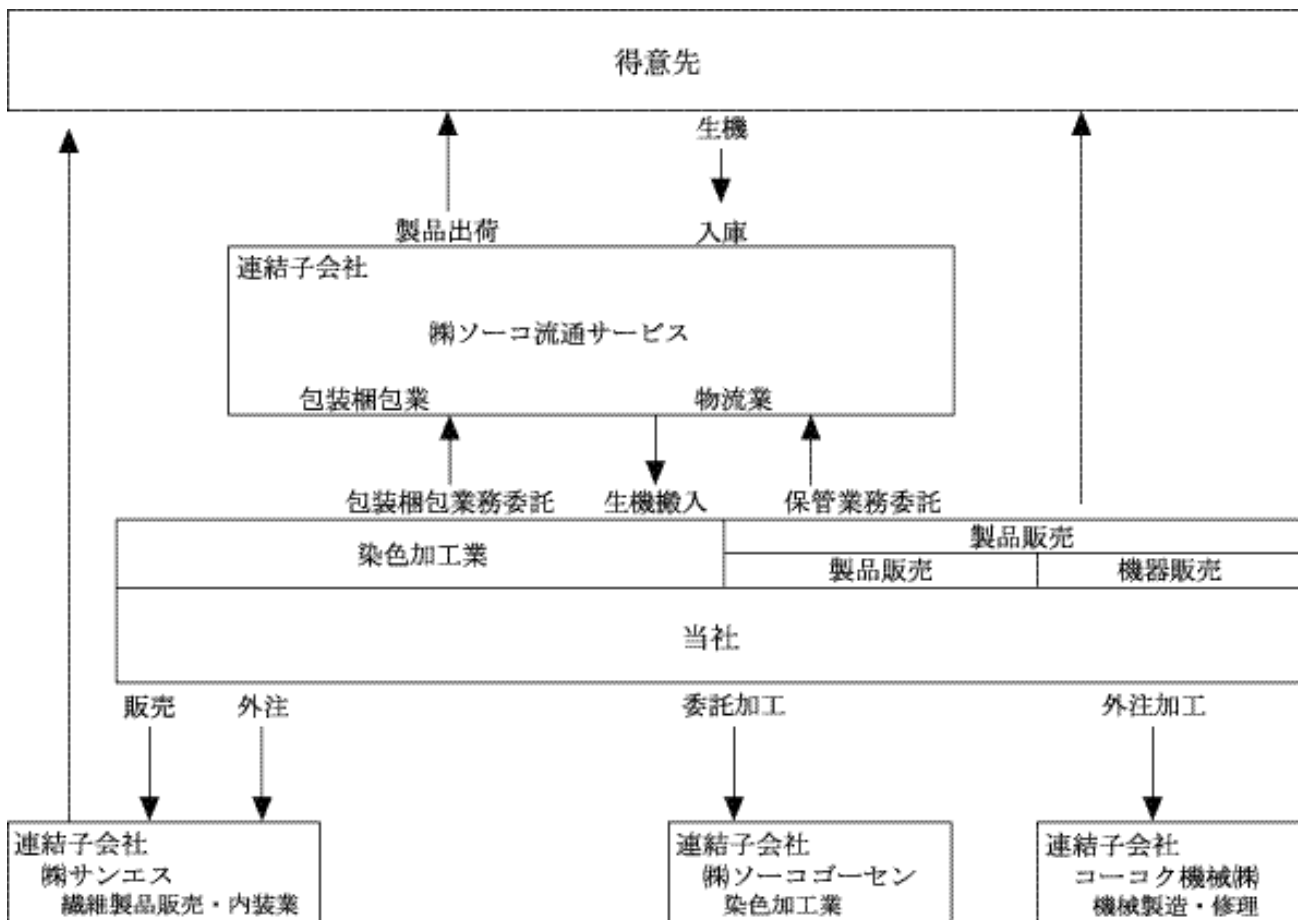 得意先
生機
製品出荷
入庫
連結子会社
㈱ソーコ流通サービス
包装梱包業
物流業
包装梱包業務委託
生機搬入
保管業務委託
染色加工業
製品販売
製品販売
機器販売
当社
販売
外注
委託加工
外注加工
連結子会社
㈱サンエス
繊維製品販売・内装業
連結子会社
㈱ソーコゴーセン
染色加工業
連結子会社
コーコク機械㈱
機械製造・修理